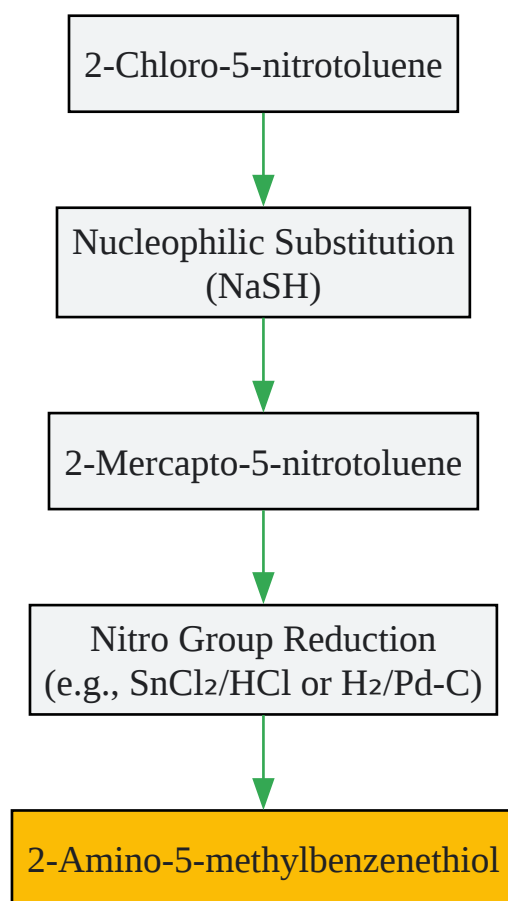 2-Chloro-5-nitrotoluene
Nucleophilic Substitution
(NaSH)
2-Mercapto-5-nitrotoluene
Nitro Group Reduction
(e.g., SnCl₂/HCl or H₂/Pd-C)
2-Amino-5-methylbenzenethiol